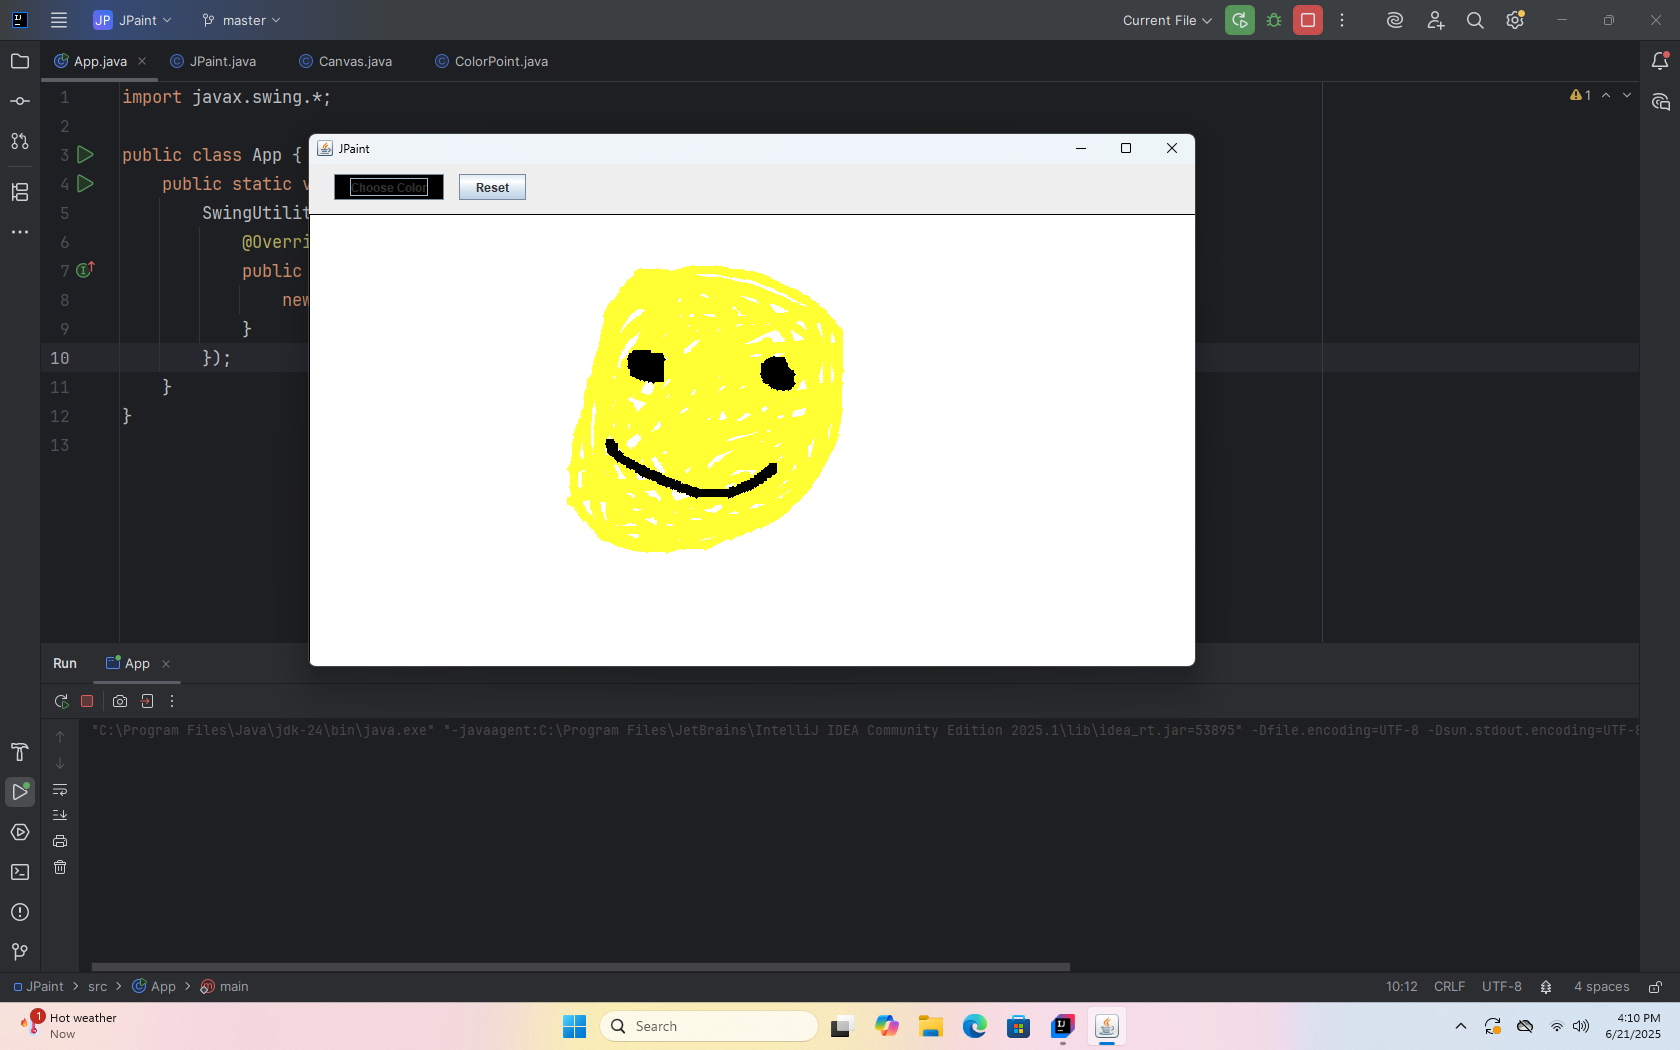 JP JPaint master Current File
App.java JPaint.java Canvas.java ColorPoint.java
1 import javax.swing.*; 1
2
3 public class App {
4 public static v
5 SwingUtilit
6 @Overri
7 public
8 new
9 }
10 });
11 }
12 }
13
JPaint
Choose Color Reset
Run App
"C:\Program Files\Java\jdk-24\bin\java.exe" "-javaagent:C:\Program Files\JetBrains\IntelliJ IDEA Community Edition 2025.1\lib\idea_rt.jar=53895" -Dfile.encoding=UTF-8 -Dsun.stdout.encoding=UTF-8
JPaint > src > App > main 10:12 CRLF UTF-8 4 spaces
1 Hot weather
Now
Search
4:10 PM
6/21/2025